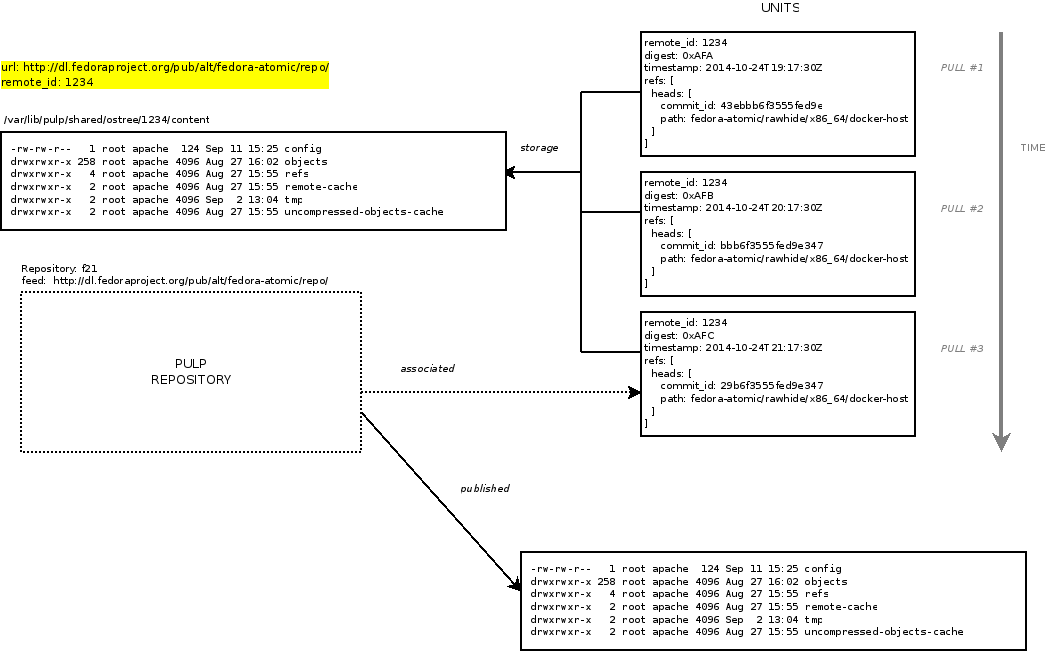 UNITS
url: http://dl.fedoraproject.org/pub/alt/fedora-atomic/repo/
remote_id: 1234
/var/lib/pulp/shared/ostree/1234/content
-rw-rw-r-- 1 root apache 124 Sep 11 15:25 config
drwxrwxr-x 258 root apache 4096 Aug 27 16:02 objects
drwxrwxr-x 4 root apache 4096 Aug 27 15:55 refs
drwxrwxr-x 2 root apache 4096 Aug 27 15:55 remote-cache
drwxrwxr-x 2 root apache 4096 Sep 2 13:04 tmp
drwxrwxr-x 2 root apache 4096 Aug 27 15:55 uncompressed-objects-cache
storage
remote_id: 1234
digest: 0xAFA
timestamp: 2014-10-24T19:17:30Z
refs: [
heads: [
commit_id: 43ebbb6f3555fed9e
path: fedora-atomic/rawhide/x86_64/docker-host
]
]
PULL #1
TIME
remote_id: 1234
digest: 0xAFB
timestamp: 2014-10-24T20:17:30Z
refs: [
heads: [
commit_id: bbb6f3555fed9e347
path: fedora-atomic/rawhide/x86_64/docker-host
]
]
PULL #2
remote_id: 1234
digest: 0xAFC
timestamp: 2014-10-24T21:17:30Z
refs: [
heads: [
commit_id: 29b6f3555fed9e347
path: fedora-atomic/rawhide/x86_64/docker-host
]
]
PULL #3
Repository: f21
feed: http://dl.fedoraproject.org/pub/alt/fedora-atomic/repo/
PULP
REPOSITORY
associated
published
-rw-rw-r-- 1 root apache 124 Sep 11 15:25 config
drwxrwxr-x 258 root apache 4096 Aug 27 16:02 objects
drwxrwxr-x 4 root apache 4096 Aug 27 15:55 refs
drwxrwxr-x 2 root apache 4096 Aug 27 15:55 remote-cache
drwxrwxr-x 2 root apache 4096 Sep 2 13:04 tmp
drwxrwxr-x 2 root apache 4096 Aug 27 15:55 uncompressed-objects-cache